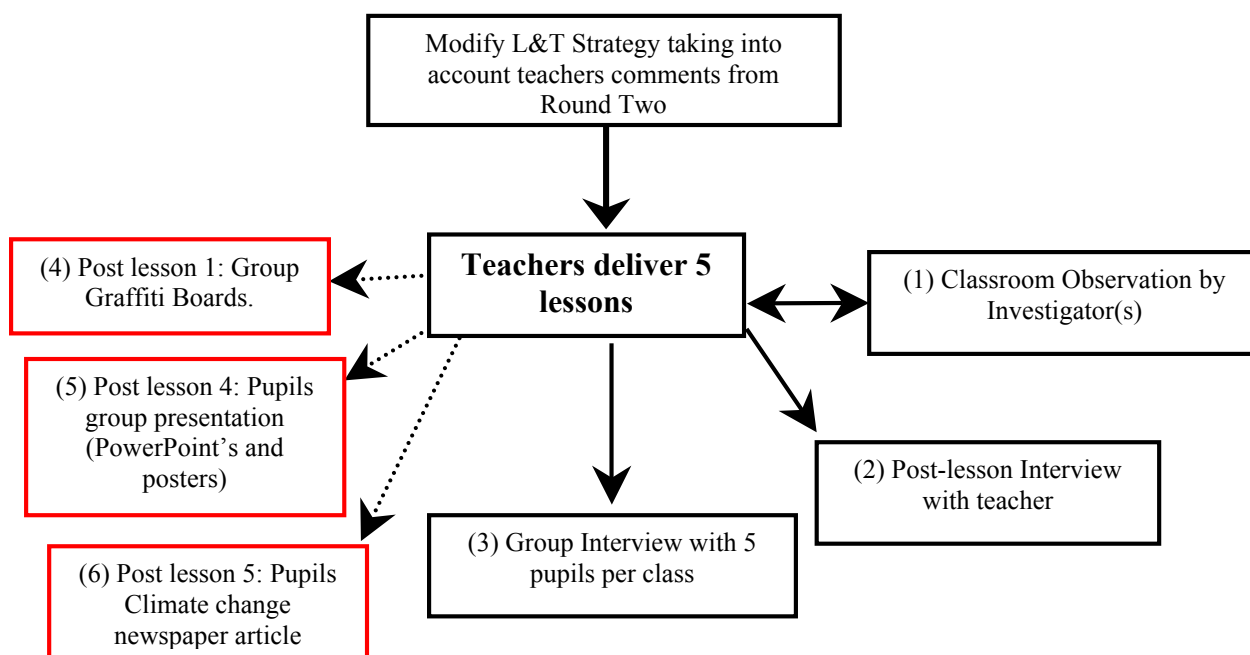 Modify L&T Strategy taking into
account teachers comments from
Round Two
Teachers deliver 5
lessons
(1) Classroom Observation by
Investigator(s)
(2) Post-lesson Interview
with teacher
(3) Group Interview with 5
pupils per class
(4) Post lesson 1: Group
Graffiti Boards.
(5) Post lesson 4: Pupils
group presentation
(PowerPoint’s and
posters)
(6) Post lesson 5: Pupils
Climate change
newspaper article